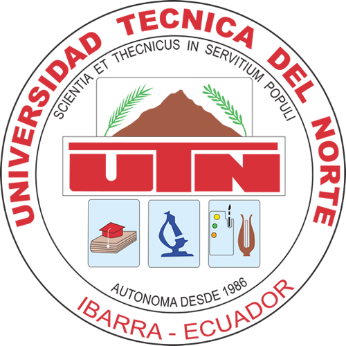 UNIVERSIDAD TECNICA DEL NORTE
SCIENTIA ET THECNICUS IN SERVITIUM POPULI
UTN
AUTONOMA DESDE 1986
IBARRA - ECUADOR